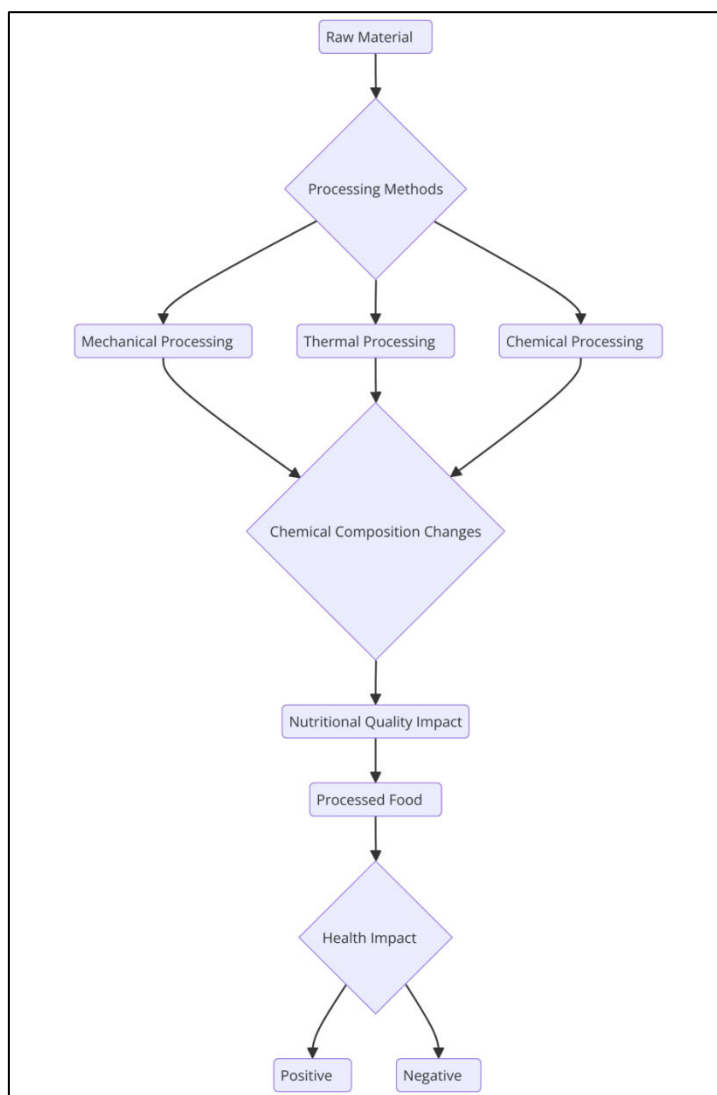 Raw Material
Processing Methods
Mechanical Processing
Thermal Processing
Chemical Processing
Chemical Composition Changes
Nutritional Quality Impact
Processed Food
Health Impact
Positive
Negative